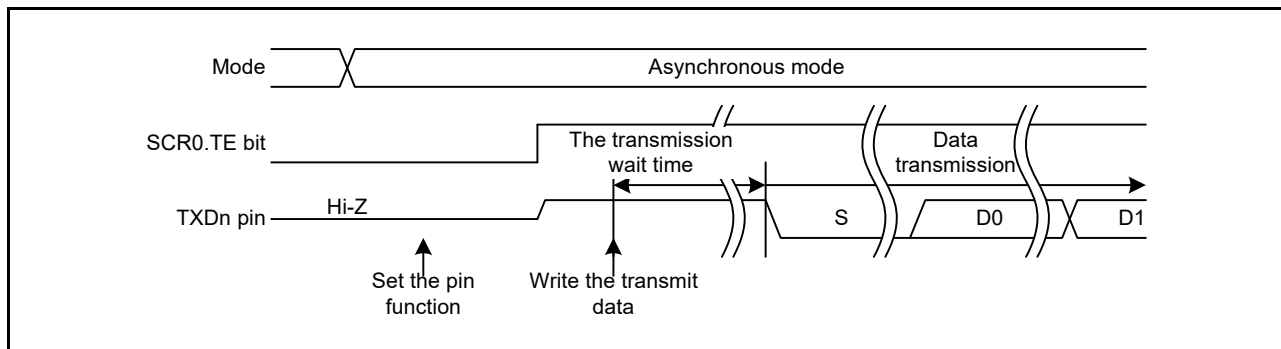 Mode
Asynchronous mode
SCR0.TE bit
The transmission
wait time
Data
transmission
TXDn pin
Hi-Z
S
D0
D1
Set the pin
function
Write the transmit
data